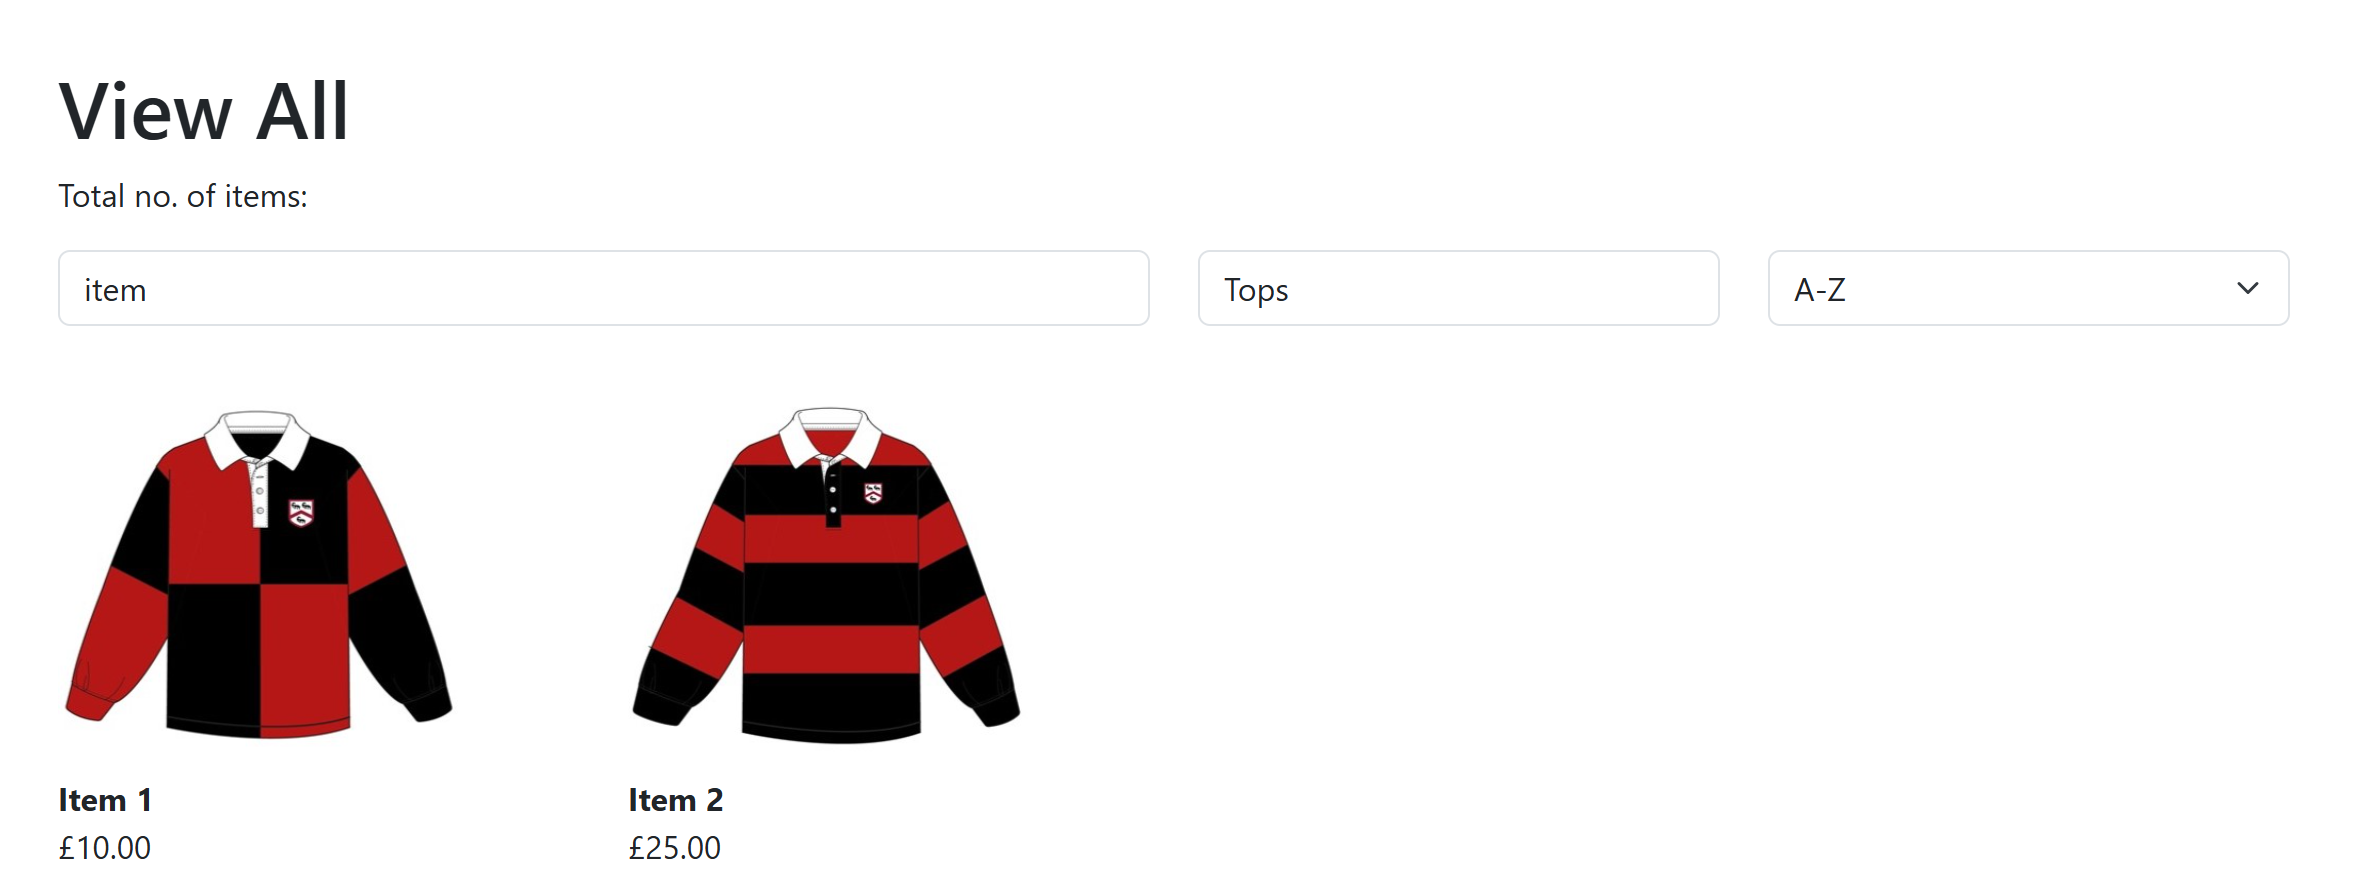 View All
Total no. of items:
item
Tops
A-Z
Item 1
£10.00
Item 2
£25.00